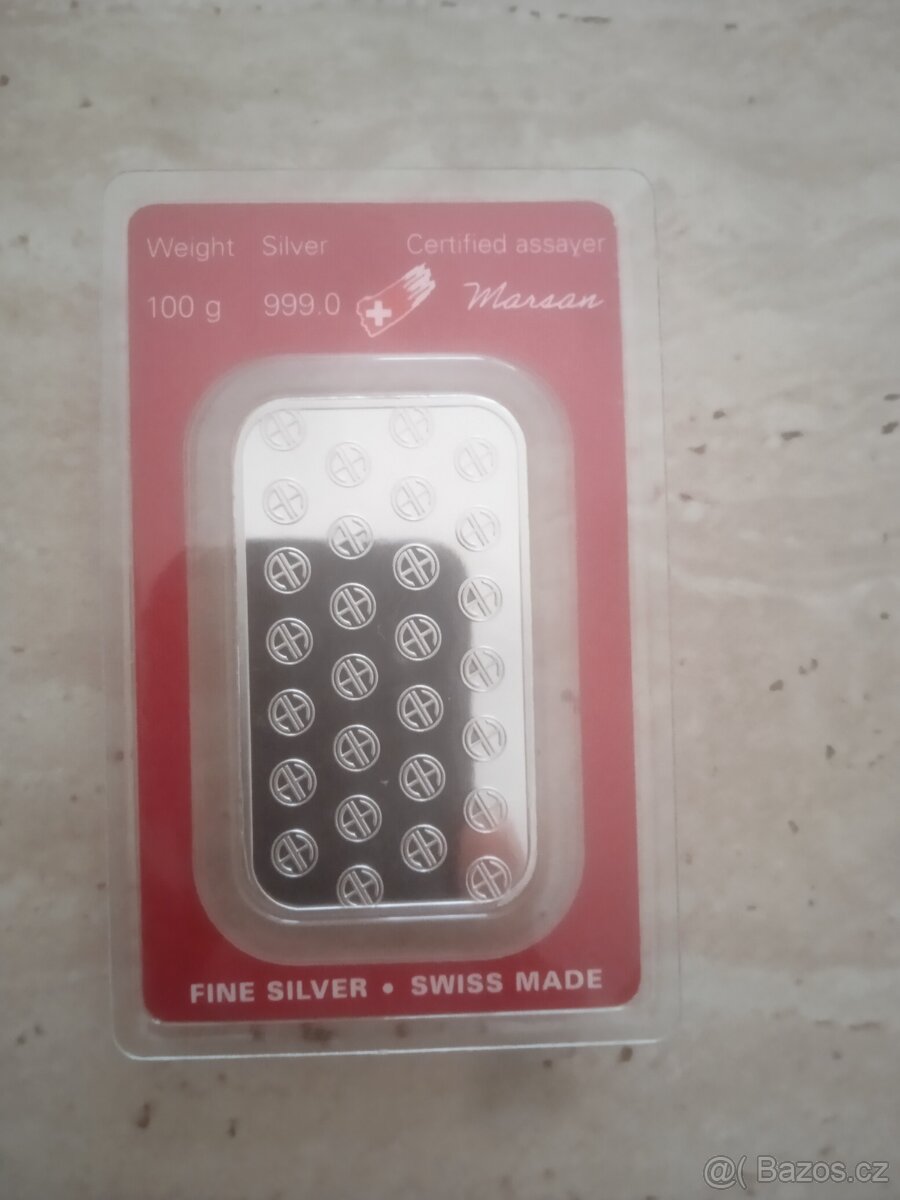 Weight Silver Certified assayer
100 g 999.0 Marsan
FINE SILVER • SWISS MADE
@( Bazos.cz